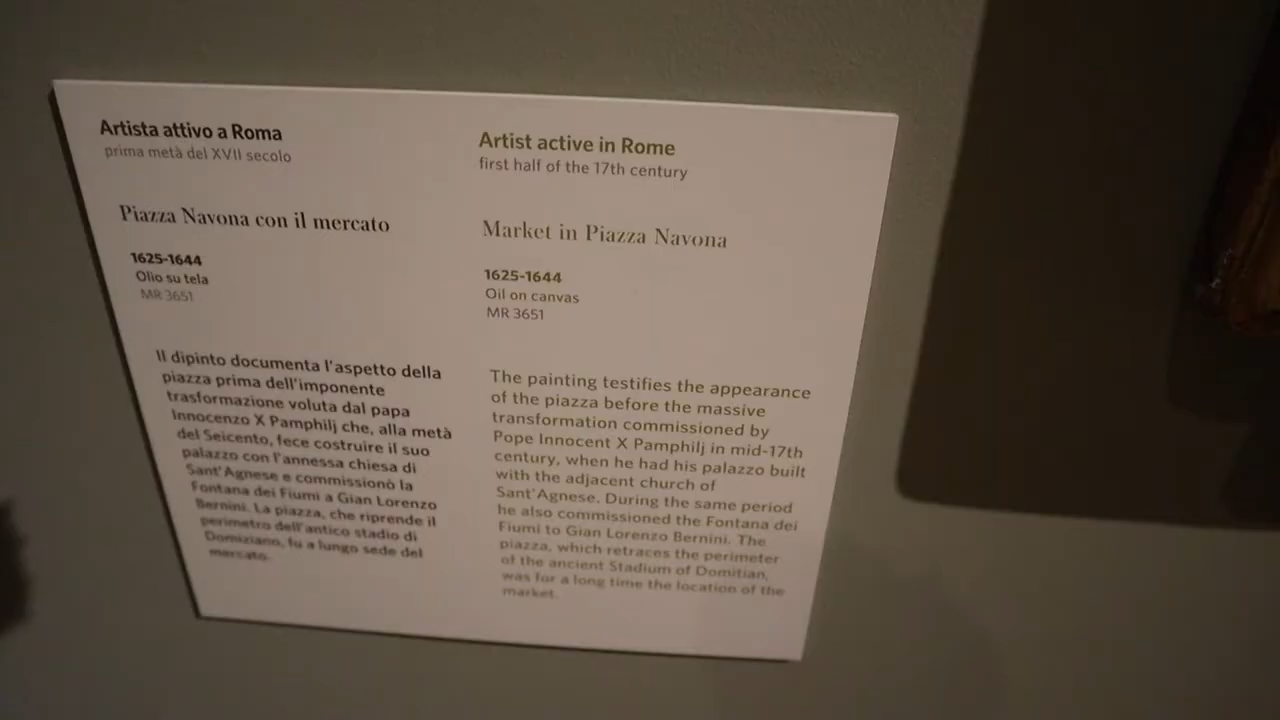 Artista attivo a Roma
prima metà del XVII secolo
Piazza Navona con il mercato
1625-1644
Olio su tela
MR 3651
Il dipinto documenta l'aspetto della
piazza prima dell'imponente
trasformazione voluta dal papa
Innocenzo X Pamphilj che, alla metà
del Seicento, fece costruire il suo
palazzo con l'annessa chiesa di
Sant'Agnese e commissionò la
Fontana dei Fiumi a Gian Lorenzo
Bernini. La piazza, che riprende il
perimetro dell'antico stadio di
Domiziano, fu a lungo sede del
mercato.
Artist active in Rome
first half of the 17th century
Market in Piazza Navona
1625-1644
Oil on canvas
MR 3651
The painting testifies the appearance
of the piazza before the massive
transformation commissioned by
Pope Innocent X Pamphilj in mid-17th
century, when he had his palazzo built
with the adjacent church of
Sant'Agnese. During the same period
he also commissioned the Fontana dei
Fiumi to Gian Lorenzo Bernini. The
piazza, which retraces the perimeter
of the ancient Stadium of Domitian,
was for a long time the location of the
market.